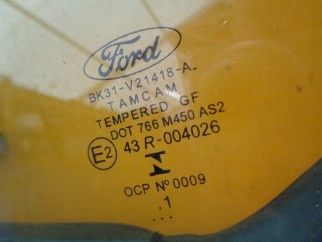 Ford
BK31-V21418-A
TAMCAM
TEMPERED GF
DOT 766 M450 AS2
E2 43 R-004026
OCP Nº 0009
.1
...